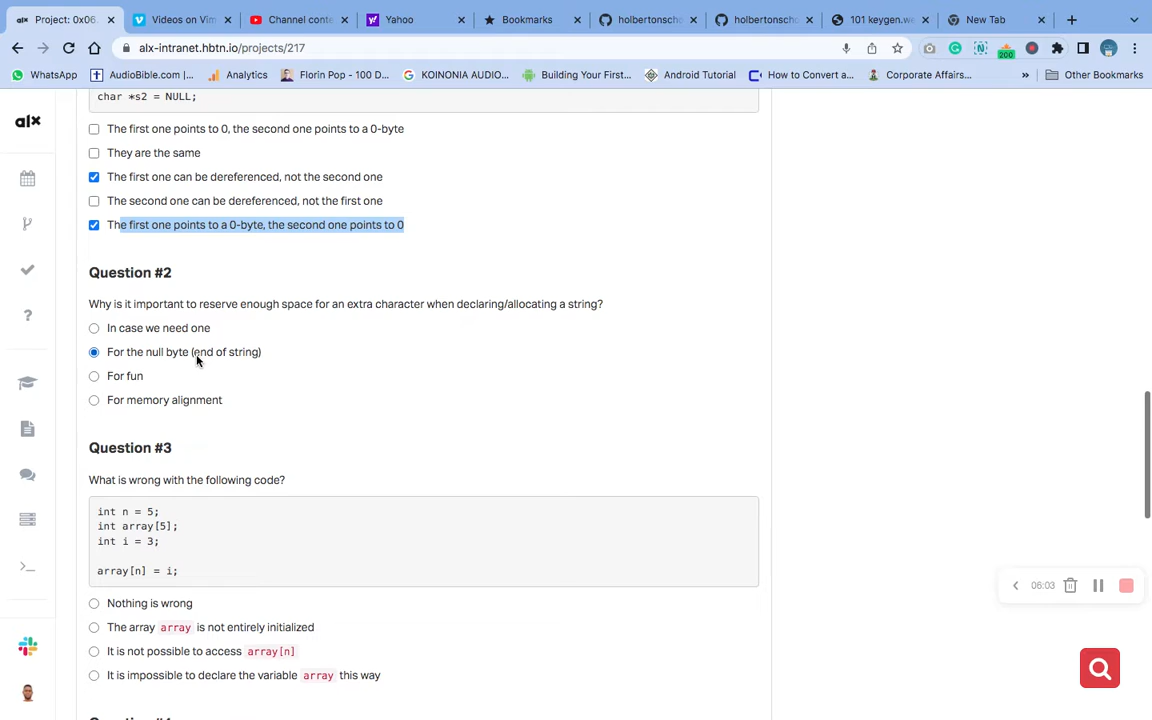 Project: 0x06.
Videos on Vim
Channel conte
Yahoo
Bookmarks
holbertonscho
holbertonscho
101 keygen.we
New Tab
alx-intranet.hbtn.io/projects/217
200
WhatsApp
AudioBible.com |...
Analytics
Florin Pop - 100 D...
KOINONIA AUDIO...
Building Your First...
Android Tutorial
How to Convert a...
Corporate Affairs...
»
Other Bookmarks
alx
char *s2 = NULL;
The first one points to 0, the second one points to a 0-byte
They are the same
The first one can be dereferenced, not the second one
The second one can be dereferenced, not the first one
The first one points to a 0-byte, the second one points to 0
Question #2
Why is it important to reserve enough space for an extra character when declaring/allocating a string?
In case we need one
For the null byte (end of string)
For fun
For memory alignment
Question #3
What is wrong with the following code?
int n = 5;
int array[5];
int i = 3;
array[n] = i;
Nothing is wrong
The array array is not entirely initialized
It is not possible to access array[n]
It is impossible to declare the variable array this way
06:03